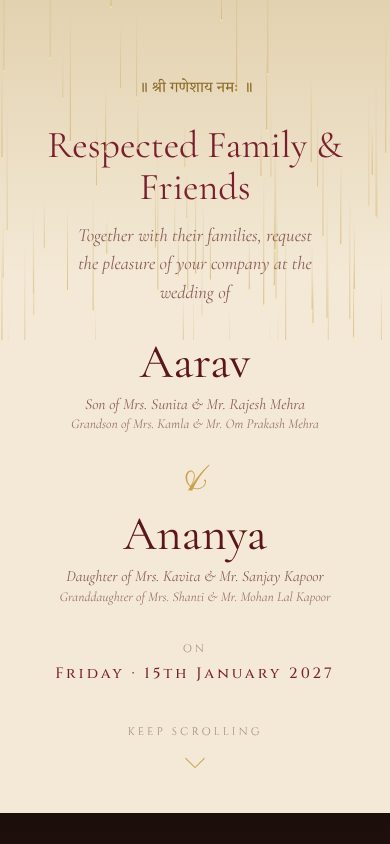 ॥ श्री गणेशाय नमः ॥
Respected Family &
Friends
Together with their families, request
the pleasure of your company at the
wedding of
Aarav
Son of Mrs. Sunita & Mr. Rajesh Mehra
Grandson of Mrs. Kamla & Mr. Om Prakash Mehra
&
Ananya
Daughter of Mrs. Kavita & Mr. Sanjay Kapoor
Granddaughter of Mrs. Shanti & Mr. Mohan Lal Kapoor
ON
Friday · 15th January 2027
KEEP SCROLLING